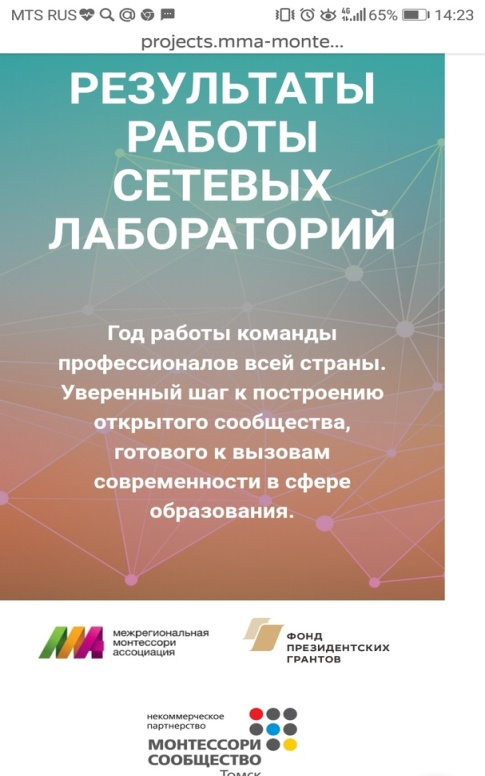 MTS RUS 4G 65% 14:23
projects.mma-monte...
РЕЗУЛЬТАТЫ
РАБОТЫ
СЕТЕВЫХ
ЛАБОРАТОРИЙ
Год работы команды
профессионалов всей страны.
Уверенный шаг к построению
открытого сообщества,
готового к вызовам
современности в сфере
образования.
межрегиональная
монтессори
ассоциация
ФОНД
ПРЕЗИДЕНТСКИХ
ГРАНТОВ
некоммерческое
партнерство
МОНТЕССОРИ
СООБЩЕСТВО
Томск